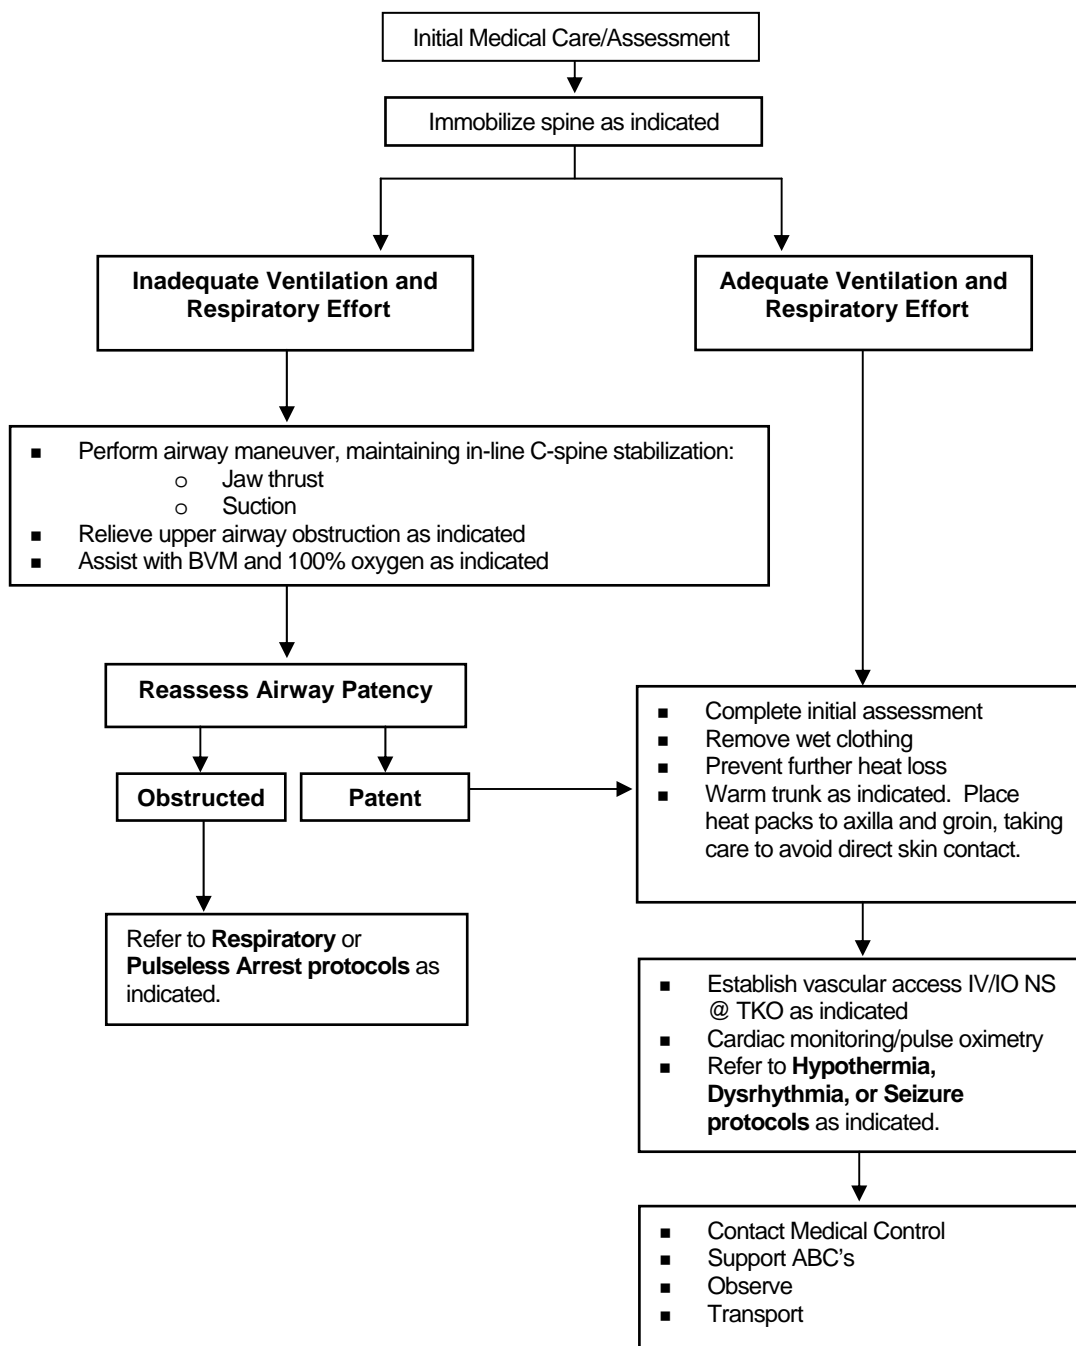 Initial Medical Care/Assessment
Immobilize spine as indicated
Inadequate Ventilation and
Respiratory Effort
Adequate Ventilation and
Respiratory Effort
■ Perform airway maneuver, maintaining in-line C-spine stabilization:
o Jaw thrust
o Suction
■ Relieve upper airway obstruction as indicated
■ Assist with BVM and 100% oxygen as indicated
Reassess Airway Patency
Obstructed
Patent
Refer to Respiratory or
Pulseless Arrest protocols as
indicated.
■ Complete initial assessment
■ Remove wet clothing
■ Prevent further heat loss
■ Warm trunk as indicated. Place
heat packs to axilla and groin, taking
care to avoid direct skin contact.
■ Establish vascular access IV/IO NS
@ TKO as indicated
■ Cardiac monitoring/pulse oximetry
■ Refer to Hypothermia,
Dysrhythmia, or Seizure
protocols as indicated.
■ Contact Medical Control
■ Support ABC's
■ Observe
■ Transport